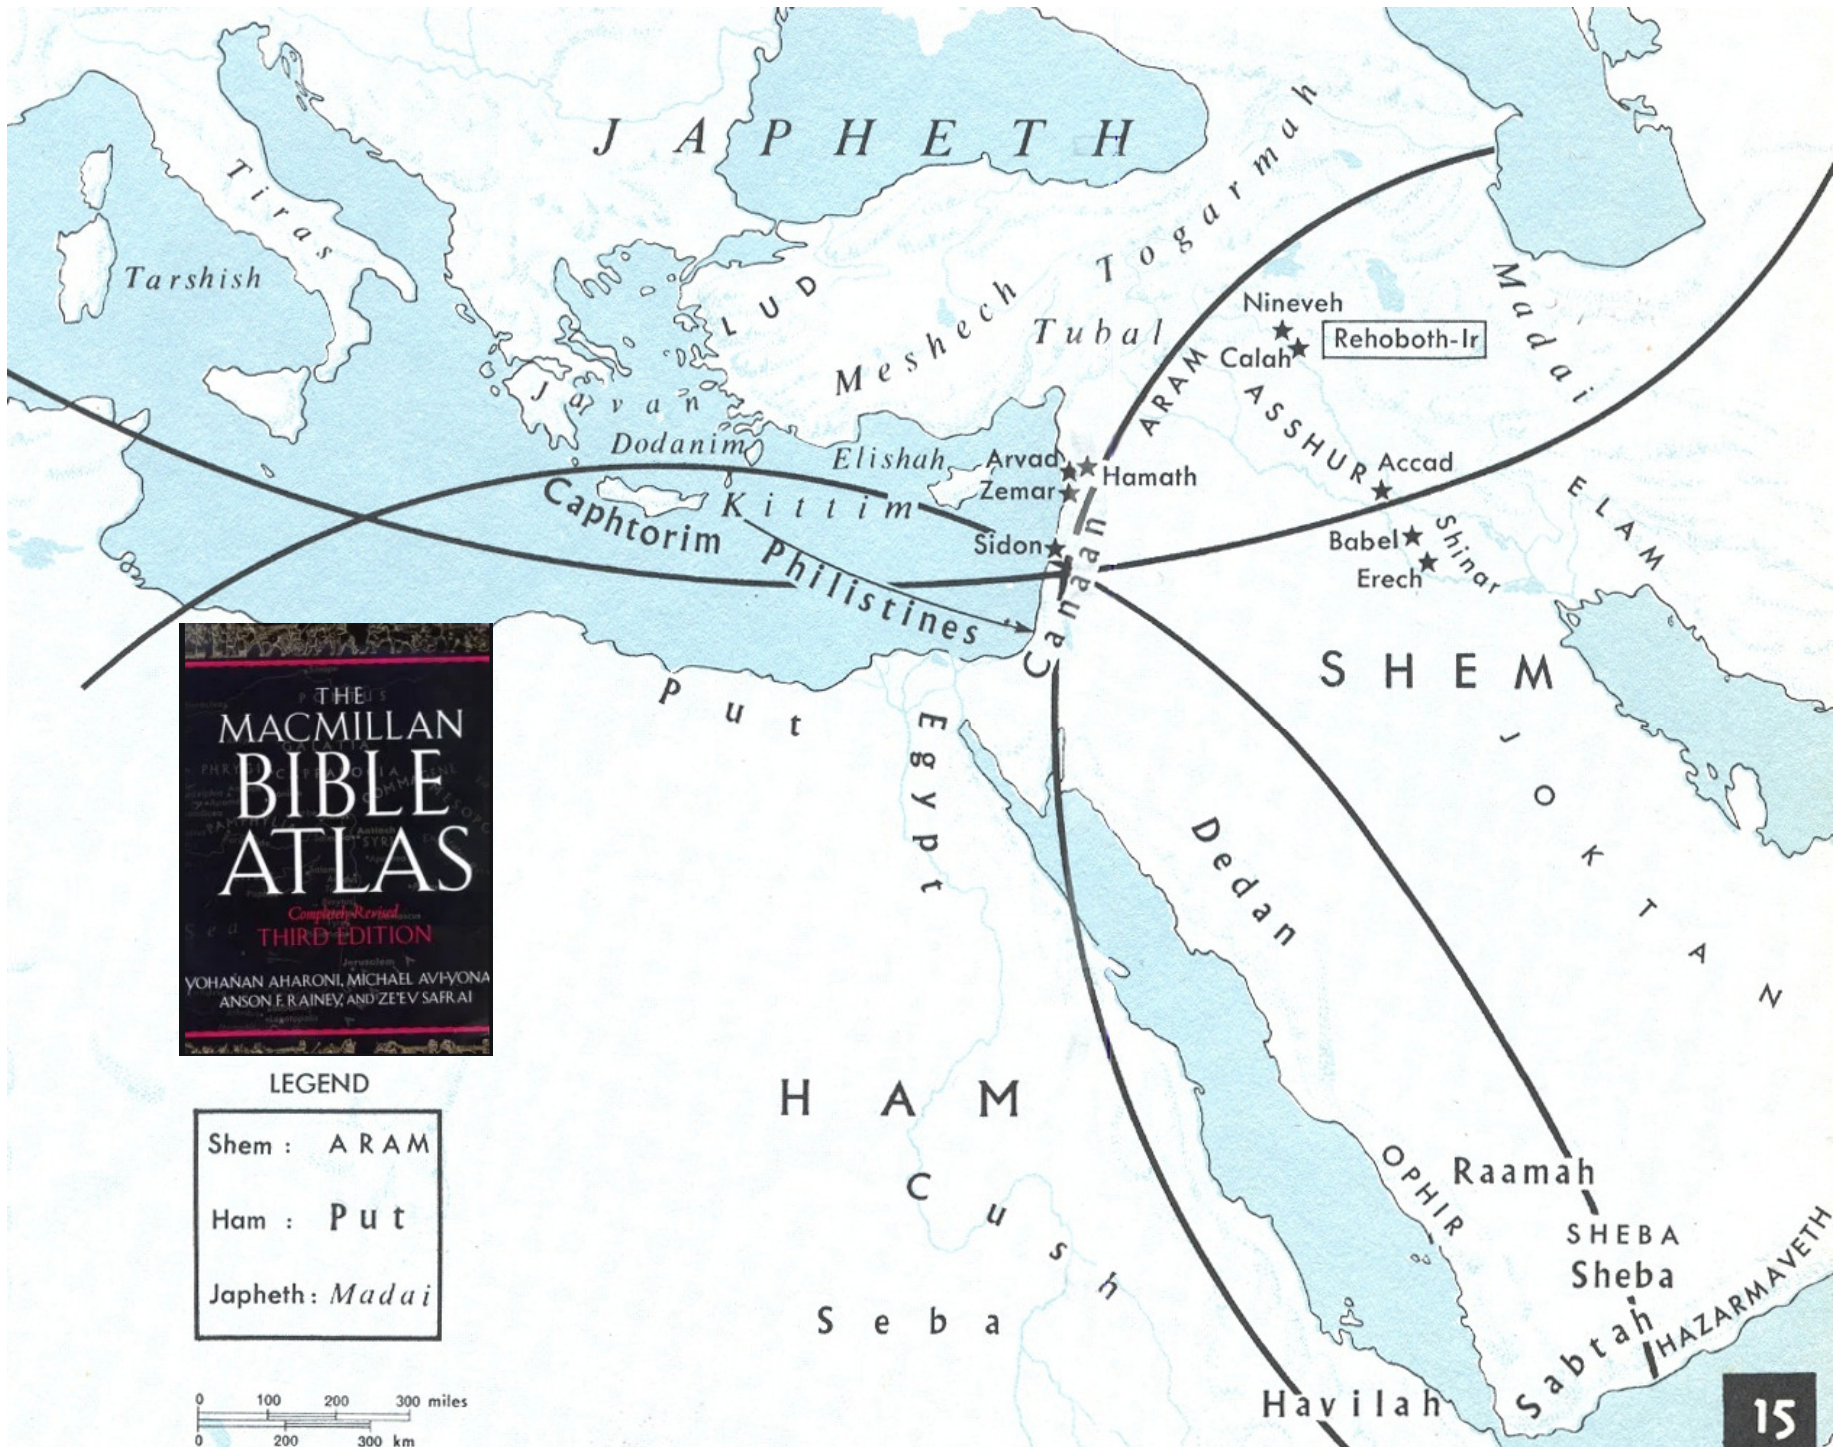 JAPHETH
Togarmah
Tiras
Tarshish
LUD
Meshech
Tubal
Madai
Nineveh
Rehoboth-Ir
Calah
ARAM
ASSHUR
Javan
Dodanim
Elishah
Arvad
Hamath
Zemar
Accad
ELAM
Caphtorim
Kittim
Sidon
Philistines
Canaan
Babel
Shinar
Erech
SHEM
Put
Egypt
JOKTAN
Dedan
THE
MACMILLAN
BIBLE
ATLAS
Completely Revised
THIRD EDITION
YOHANAN AHARONI, MICHAEL AVI-YONA
ANSON F. RAINEY, AND ZE'EV SAFRAI
HAM
Cush
Seba
OPHIR
Raamah
SHEBA
Sheba
HAZARMAVETH
Sabtah
Havilah
LEGEND
Shem : ARAM
Ham : Put
Japheth : Madai
0 100 200 300 miles
0 200 300 km
15